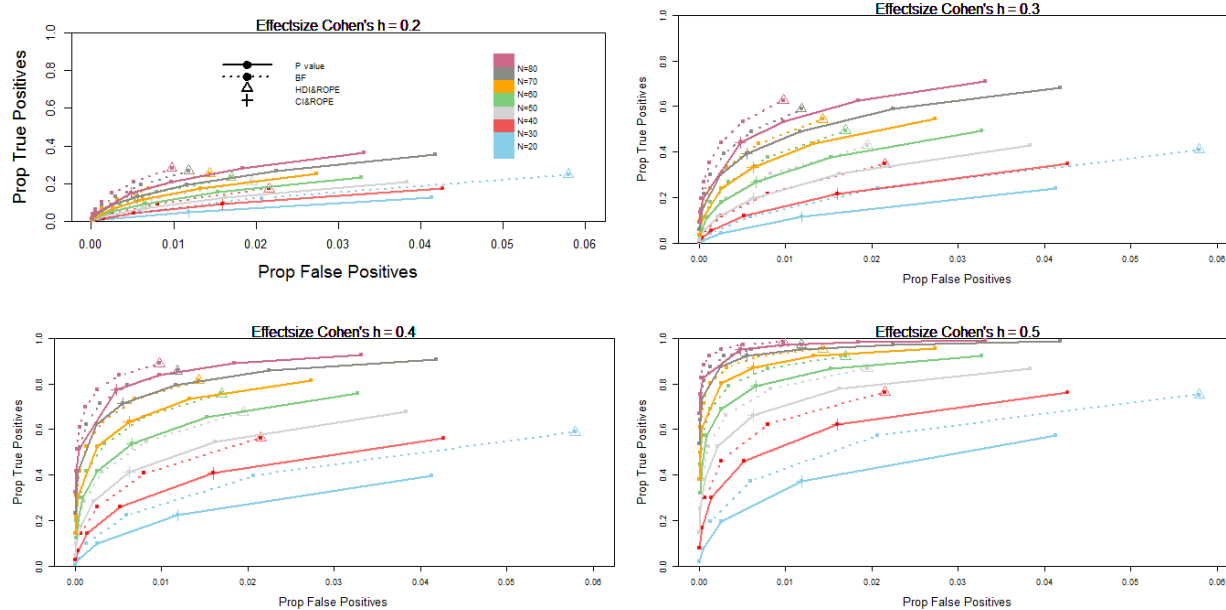 Effectsize Cohen's h = 0.2
Prop True Positives
1.0
0.8
0.6
0.4
0.2
0.0
P value
BF
HDI&ROPE
CI&ROPE
N=80
N=70
N=60
N=50
N=40
N=30
N=20
0.00 0.01 0.02 0.03 0.04 0.05 0.06
Prop False Positives
Effectsize Cohen's h = 0.3
Prop True Positives
1.0
0.8
0.6
0.4
0.2
0.0
0.00 0.01 0.02 0.03 0.04 0.05 0.06
Prop False Positives
Effectsize Cohen's h = 0.4
Prop True Positives
1.0
0.8
0.6
0.4
0.2
0.0
0.00 0.01 0.02 0.03 0.04 0.05 0.06
Prop False Positives
Effectsize Cohen's h = 0.5
Prop True Positives
1.0
0.8
0.6
0.4
0.2
0.0
0.00 0.01 0.02 0.03 0.04 0.05 0.06
Prop False Positives